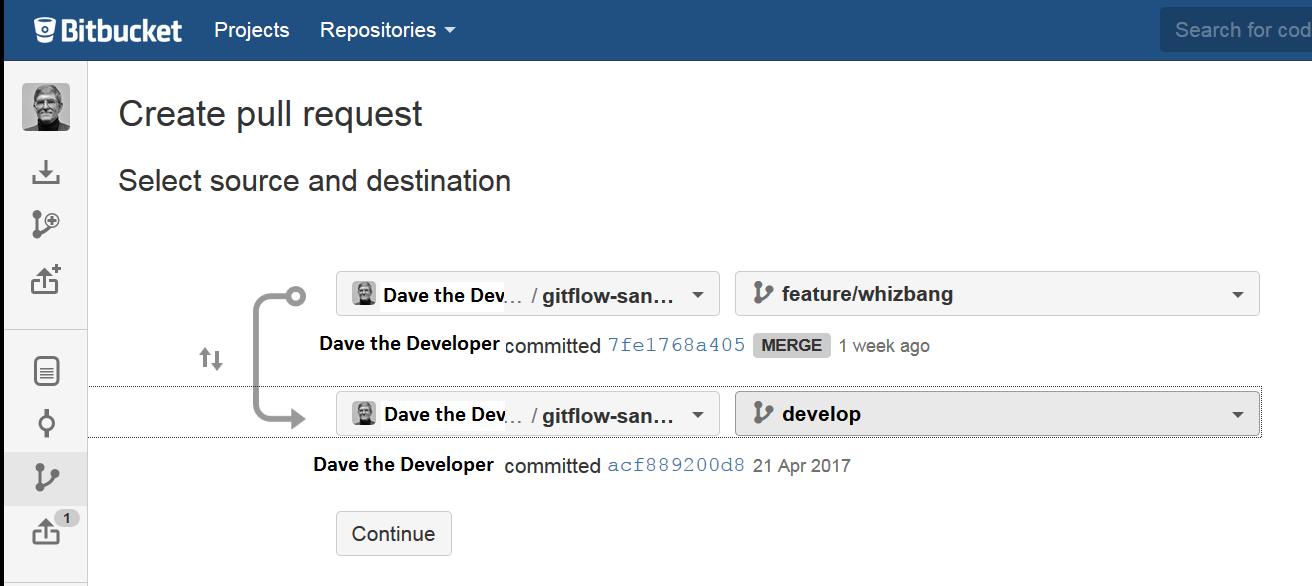 Bitbucket Projects Repositories Search for cod
Create pull request
Select source and destination
Dave the Dev... / gitflow-san... feature/whizbang
Dave the Developer committed 7fe1768a405 MERGE 1 week ago
Dave the Dev... / gitflow-san... develop
Dave the Developer committed acf889200d8 21 Apr 2017
1
Continue